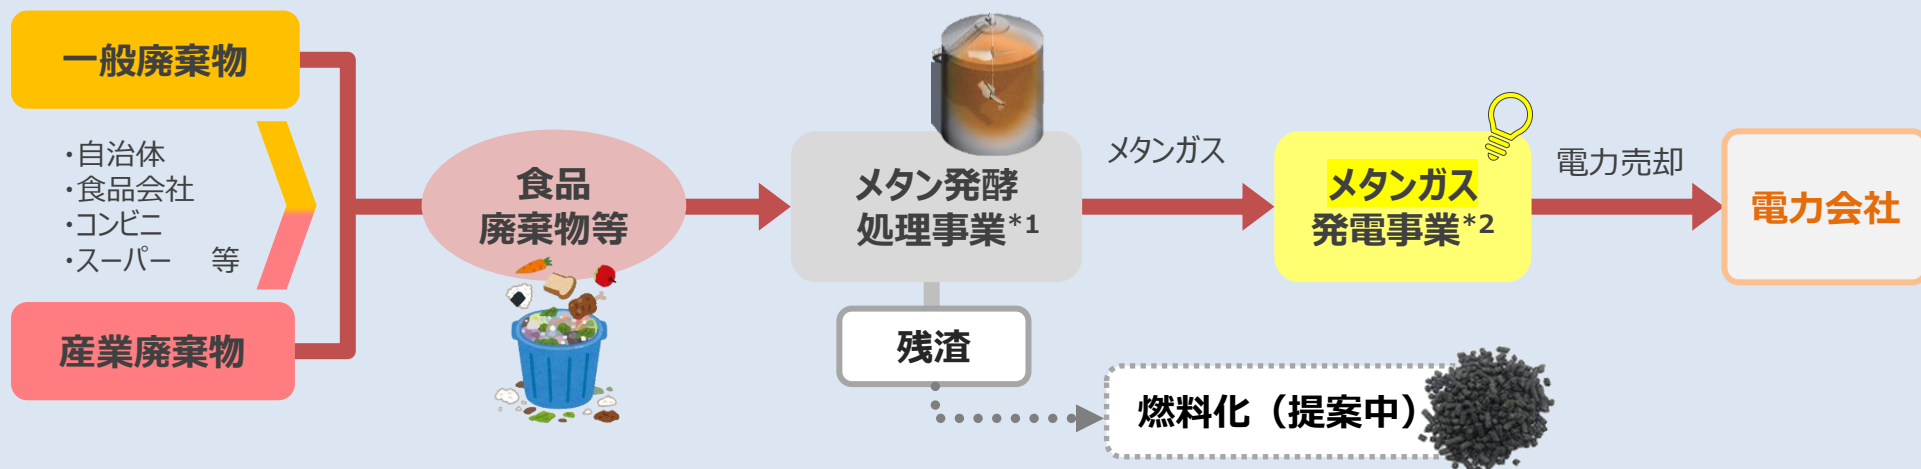 一般廃棄物
・自治体
・食品会社
・コンビニ
・スーパー　等
産業廃棄物
食品
廃棄物等
メタン発酵
処理事業*1
残渣
メタンガス
メタンガス
発電事業*2
電力売却
電力会社
燃料化（提案中）